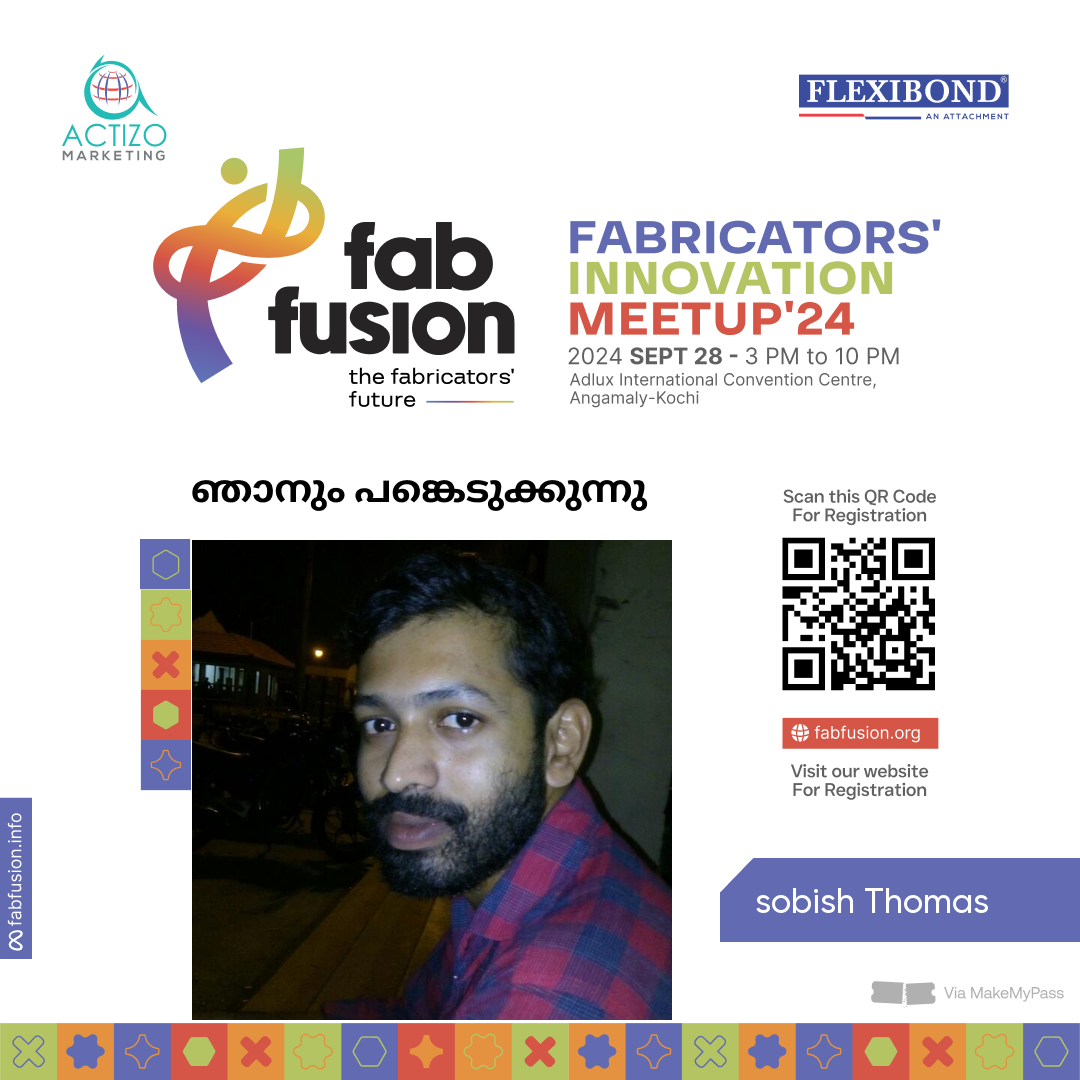 ACTIZO
MARKETING
FLEXIBOND®
AN ATTACHMENT
fab
fusion
the fabricators'
future
FABRICATORS'
INNOVATION
MEETUP'24
2024 SEPT 28 - 3 PM to 10 PM
Adlux International Convention Centre,
Angamaly-Kochi
ഞാനും പങ്കെടുക്കുന്നു
Scan this QR Code
For Registration
fabfusion.org
Visit our website
For Registration
fabfusion.info
sobish Thomas
Via MakeMyPass